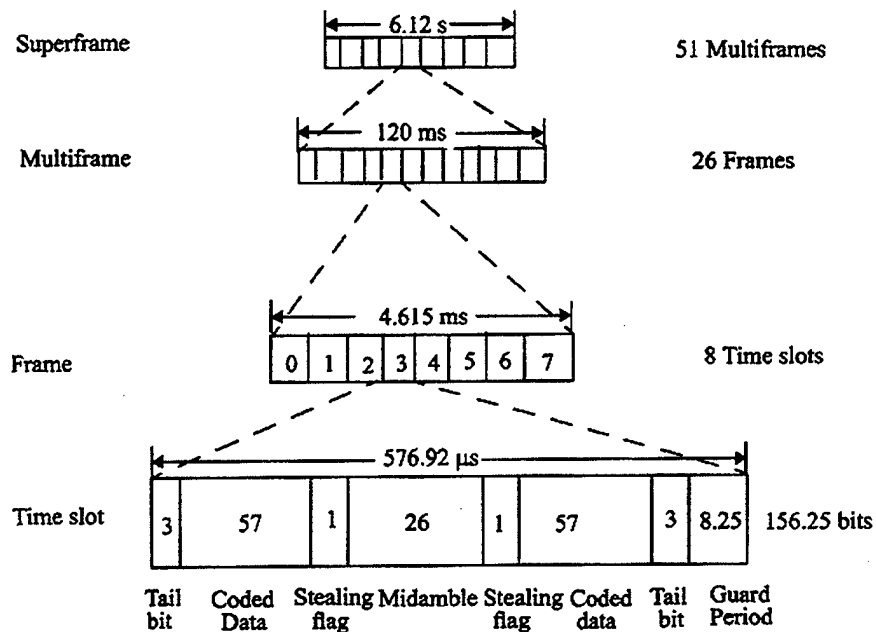 6.12 s
Superframe
51 Multiframes
120 ms
Multiframe
26 Frames
4.615 ms
Frame
0 1 2 3 4 5 6 7
8 Time slots
576.92 µs
Time slot
3 57 1 26 1 57 3 8.25
156.25 bits
Tail bit
Coded Data
Stealing flag
Midamble
Stealing flag
Coded data
Tail bit
Guard Period